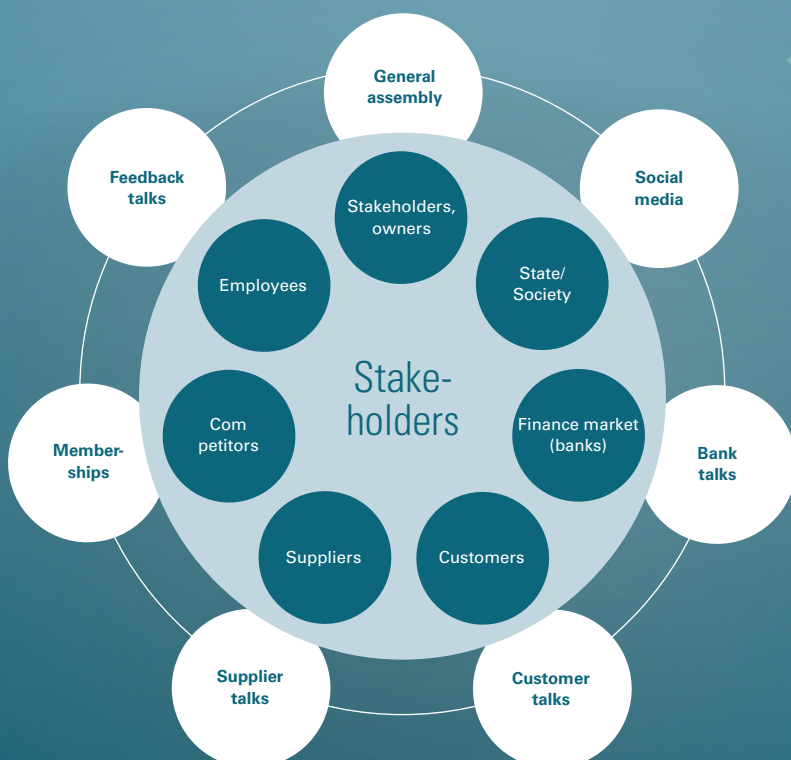 General
assembly
Feedback
talks
Social
media
Stakeholders,
owners
Employees
State/
Society
Stake-
holders
Com
petitors
Finance market
(banks)
Member-
ships
Bank
talks
Suppliers
Customers
Supplier
talks
Customer
talks